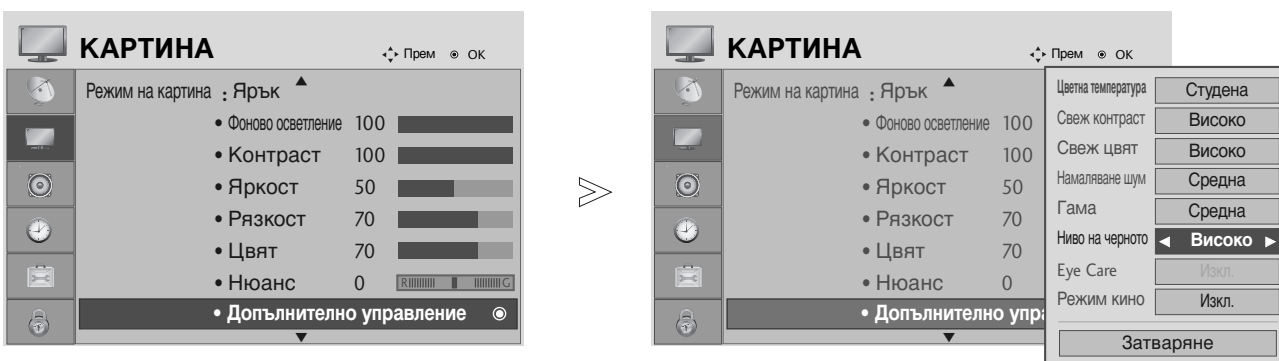 КАРТИНА
Прем OK
Режим на картина : Ярък
• Фоново осветление 100
• Контраст 100
• Яркост 50
• Рязкост 70
• Цвят 70
• Нюанс 0 R G
• Допълнително управление
КАРТИНА
Прем OK
Режим на картина : Ярък
• Фоново осветление 100
• Контраст 100
• Яркост 50
• Рязкост 70
• Цвят 70
• Нюанс 0
• Допълнително упра
Цветна температура Студена
Свеж контраст Високо
Свеж цвят Високо
Намаляване шум Средна
Гама Средна
Ниво на черното ◄ Високо ►
Eye Care Изкл.
Режим кино Изкл.
Затваряне